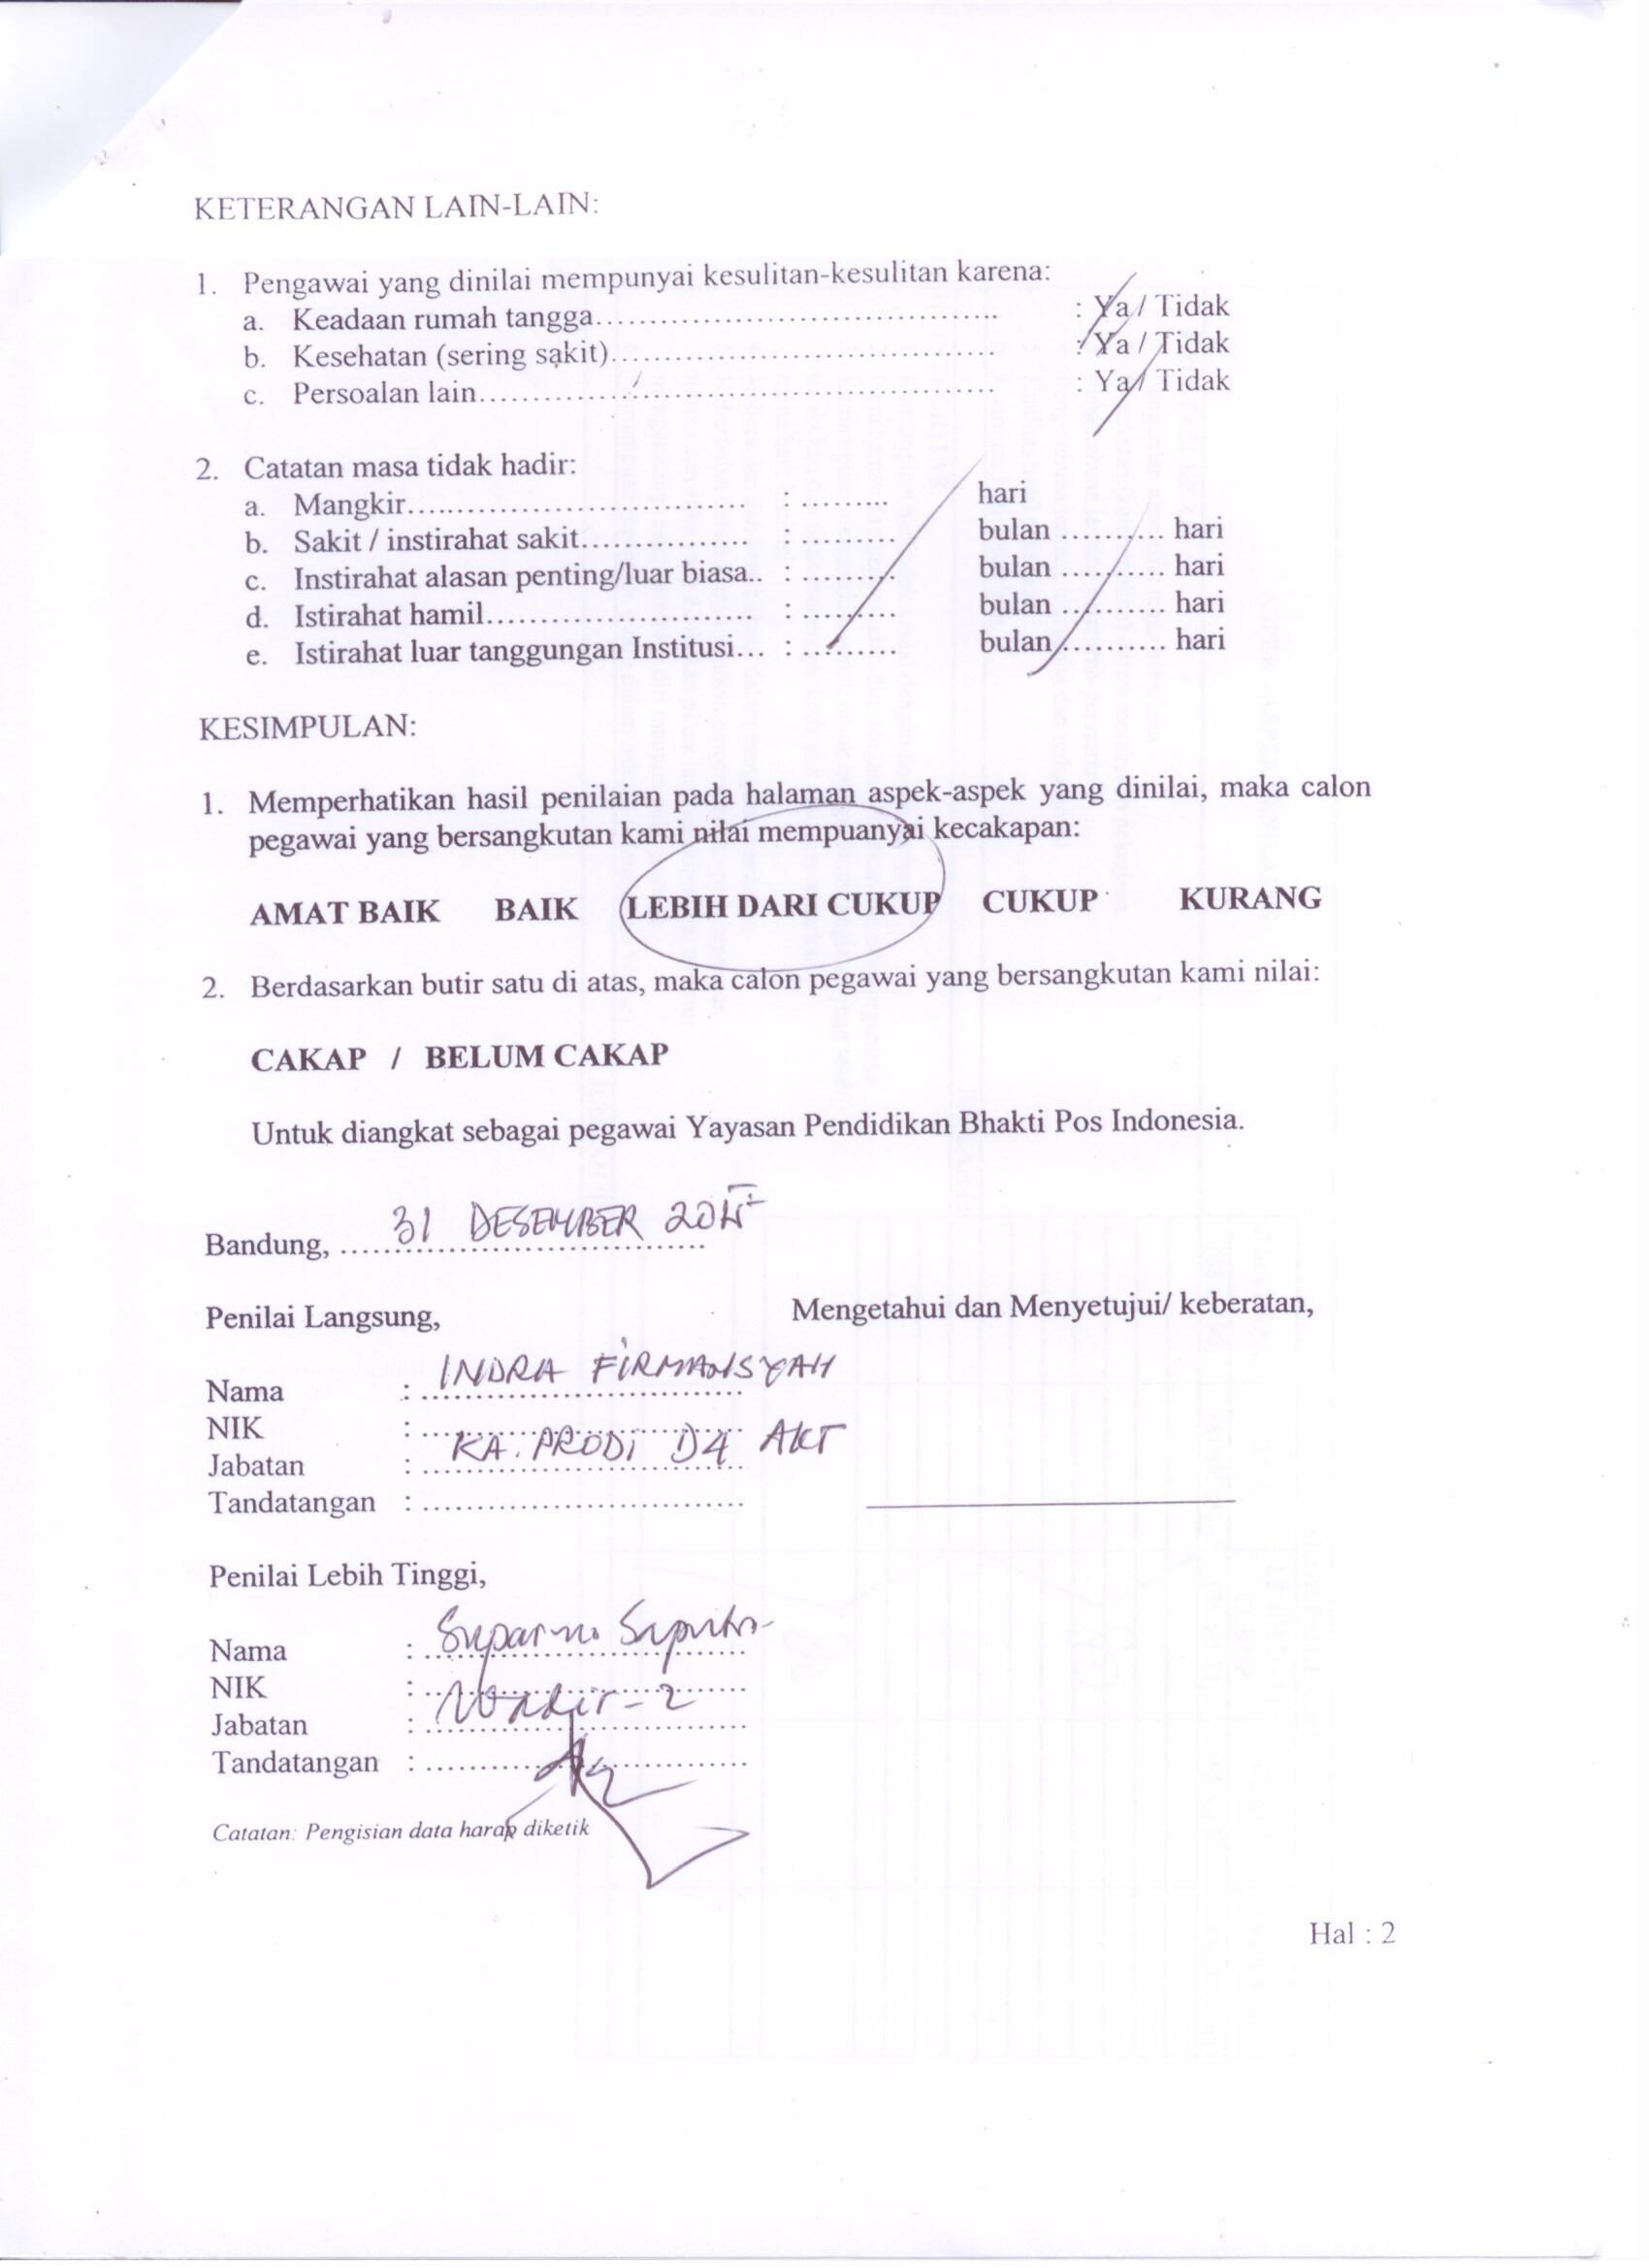 KETERANGAN LAIN-LAIN:
1. Pengawai yang dinilai mempunyai kesulitan-kesulitan karena:
a. Keadaan rumah tangga.......................................... : Ya / Tidak
b. Kesehatan (sering sakit)....................................... : Ya / Tidak
c. Persoalan lain..................................................... : Ya / Tidak
2. Catatan masa tidak hadir:
a. Mangkir.................................... : ......... hari
b. Sakit / instirahat sakit................. : ......... bulan ............ hari
c. Instirahat alasan penting/luar biasa.. : ......... bulan ............ hari
d. Istirahat hamil............................ : ......... bulan ............ hari
e. Istirahat luar tanggungan Institusi... : ......... bulan ............ hari
KESIMPULAN:
1. Memperhatikan hasil penilaian pada halaman aspek-aspek yang dinilai, maka calon
pegawai yang bersangkutan kami nilai mempuanyai kecakapan:
AMAT BAIK BAIK LEBIH DARI CUKUP CUKUP KURANG
2. Berdasarkan butir satu di atas, maka calon pegawai yang bersangkutan kami nilai:
CAKAP / BELUM CAKAP
Untuk diangkat sebagai pegawai Yayasan Pendidikan Bhakti Pos Indonesia.
Bandung, 31 DESEMBER
Penilai Langsung, Mengetahui dan Menyetujui/ keberatan,
Nama : INDRA FIRMANSYAH
NIK : ....................................
Jabatan : KA. PRODI D4 AKT
Tandatangan : ....................................
Penilai Lebih Tinggi,
Nama : Suparno Saputra
NIK : ....................................
Jabatan : Wadir-2
Tandatangan : ....................................
Catatan: Pengisian data harap diketik
Hal : 2